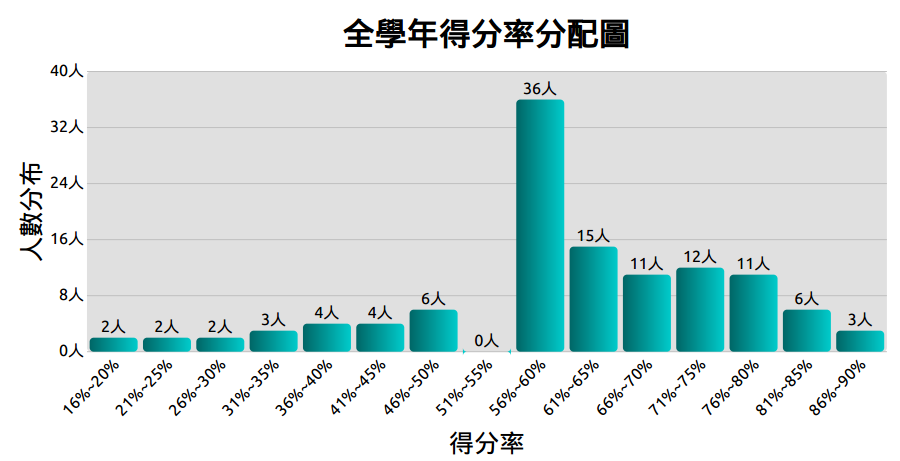 全學年得分率分配圖
40人
32人
24人
16人
8人
0人
人數分布
2人
2人
2人
3人
4人
4人
6人
0人
36人
15人
11人
12人
11人
6人
3人
16%~20%
21%~25%
26%~30%
31%~35%
36%~40%
41%~45%
46%~50%
51%~55%
56%~60%
61%~65%
66%~70%
71%~75%
76%~80%
81%~85%
86%~90%
得分率